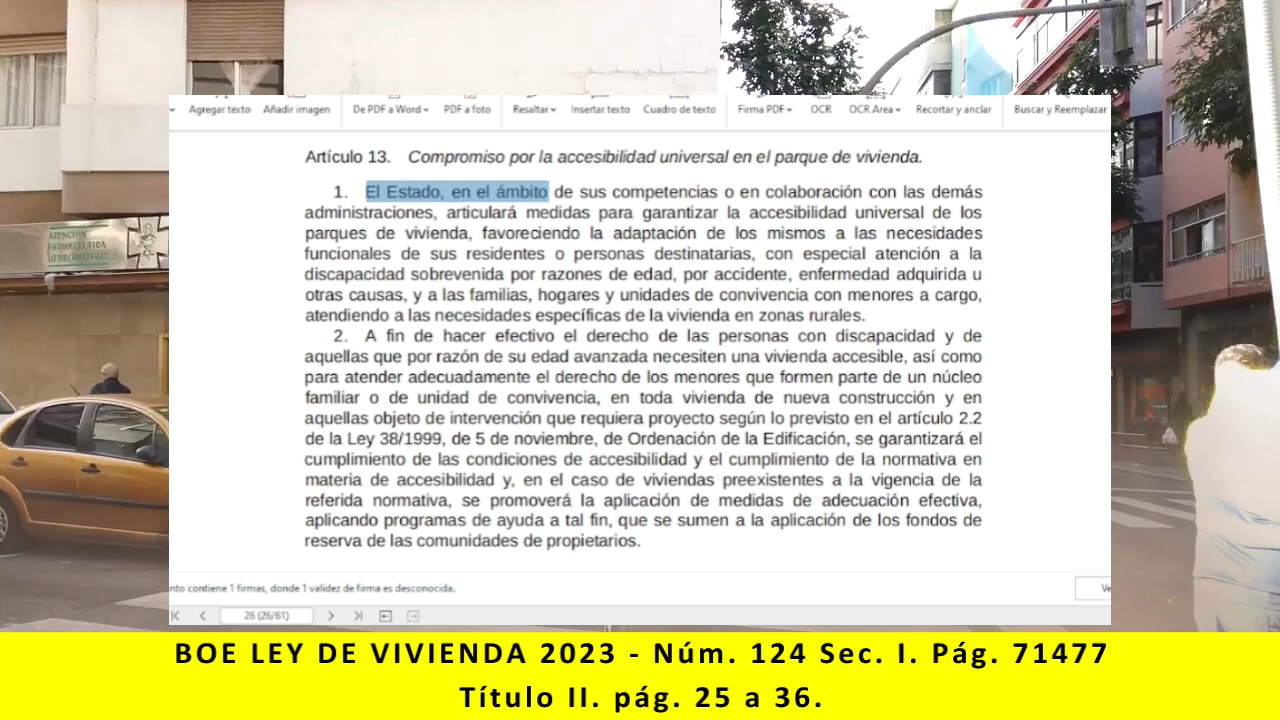 Agregar texto Añadir imagen De PDF a Word PDF a foto Resaltar Insertar texto Cuadro de texto Firma PDF OCR OCR Area Recortar y anclar Buscar y Reemplazar
Artículo 13. Compromiso por la accesibilidad universal en el parque de vivienda.
1. El Estado, en el ámbito de sus competencias o en colaboración con las demás
administraciones, articulará medidas para garantizar la accesibilidad universal de los
parques de vivienda, favoreciendo la adaptación de los mismos a las necesidades
funcionales de sus residentes o personas destinatarias, con especial atención a la
discapacidad sobrevenida por razones de edad, por accidente, enfermedad adquirida u
otras causas, y a las familias, hogares y unidades de convivencia con menores a cargo,
atendiendo a las necesidades específicas de la vivienda en zonas rurales.
2. A fin de hacer efectivo el derecho de las personas con discapacidad y de
aquellas que por razón de su edad avanzada necesiten una vivienda accesible, así como
para atender adecuadamente el derecho de los menores que formen parte de un núcleo
familiar o de unidad de convivencia, en toda vivienda de nueva construcción y en
aquellas objeto de intervención que requiera proyecto según lo previsto en el artículo 2.2
de la Ley 38/1999, de 5 de noviembre, de Ordenación de la Edificación, se garantizará el
cumplimiento de las condiciones de accesibilidad y el cumplimiento de la normativa en
materia de accesibilidad y, en el caso de viviendas preexistentes a la vigencia de la
referida normativa, se promoverá la aplicación de medidas de adecuación efectiva,
aplicando programas de ayuda a tal fin, que se sumen a la aplicación de los fondos de
reserva de las comunidades de propietarios.
ATENCION
FARMACEUTICA
nto contiene 1 firmas, donde 1 validez de firma es desconocida.
Ve
26 (26/61)
BOE LEY DE VIVIENDA 2023 - Núm. 124 Sec. I. Pág. 71477
Título II. pág. 25 a 36.